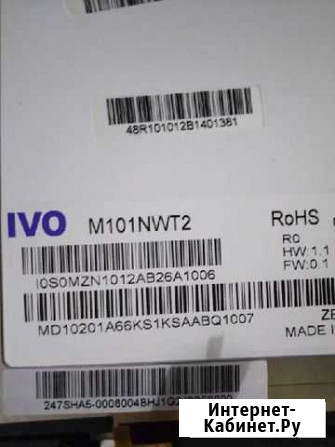 48R101012B1401381
IVO M101NWT2 RoHS
R0
HW:1.1
FW:0.1
I0S0MZN1012AB26A1006
MD10201A66KS1KSAABQ1007
MADE I
Интернет-
Кабинет.Ру